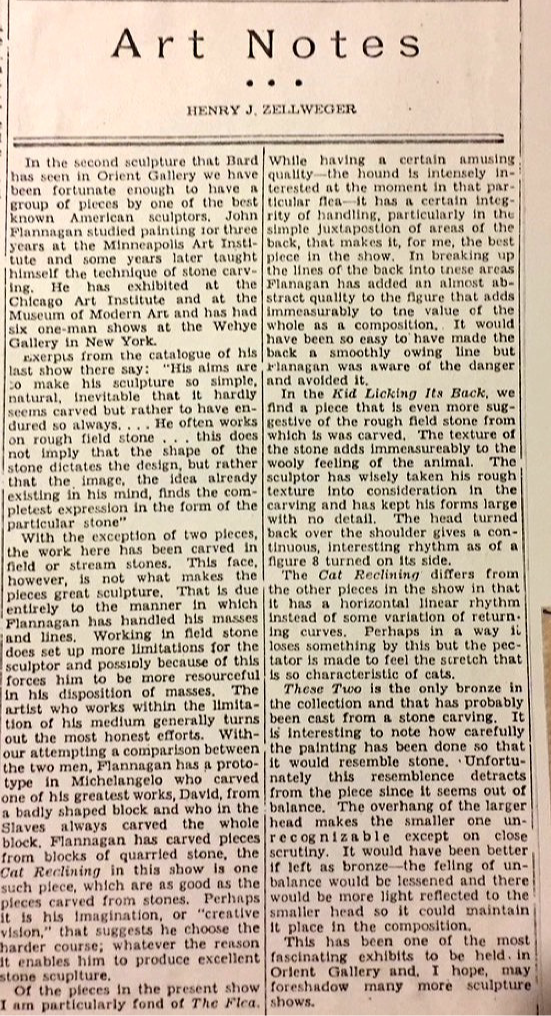 Art Notes
• • •
HENRY J. ZELLWEGER
In the second sculpture that Bard
has seen in Orient Gallery we have
been fortunate enough to have a
group of pieces by one of the best
known American sculptors. John
Flannagan studied painting for three
years at the Minneapolis Art Insti-
tute and some years later taught
himself the technique of stone carv-
ing. He has exhibited at the
Chicago Art Institute and at the
Museum of Modern Art and has had
six one-man shows at the Wehye
Gallery in New York.
Exerpts from the catalogue of his
last show there say: "His aims are
to make his sculpture so simple,
natural, inevitable that it hardly
seems carved but rather to have en-
dured so always. . . . He often works
on rough field stone . . . this does
not imply that the shape of the
stone dictates the design, but rather
that the image, the idea already
existing in his mind, finds the com-
pletest expression in the form of the
particular stone"
With the exception of two pieces,
the work here has been carved in
field or stream stones. This face,
however, is not what makes the
pieces great sculpture. That is due
entirely to the manner in which
Flannagan has handled his masses
and lines. Working in field stone
does set up more limitations for the
sculptor and possibly because of this
forces him to be more resourceful
in his disposition of masses. The
artist who works within the limita-
tion of his medium generally turns
out the most honest efforts. With-
our attempting a comparison between
the two men, Flannagan has a proto-
type in Michelangelo who carved
one of his greatest works, David, from
a badly shaped block and who in the
Slaves always carved the whole
block. Flannagan has carved pieces
from blocks of quarried stone, the
Cat Reclining in this show is one
such piece, which are as good as the
pieces carved from stones. Perhaps
it is his imagination, or "creative
vision," that suggests he choose the
harder course; whatever the reason
it enables him to produce excellent
stone scuplture.
Of the pieces in the present show
I am particularly fond of The Flea.
While having a certain amusing
quality—the hound is intensely in-
terested at the moment in that par-
ticular flea—it has a certain integ-
rity of handling, particularly in the
simple juxtapostion of areas of the
back, that makes it, for me, the best
piece in the show. In breaking up
the lines of the back into these areas
Flanagan has added an almost ab-
stract quality to the figure that adds
immeasurably to the value of the
whole as a composition. It would
have been so easy to have made the
back a smoothly owing line but
Flanagan was aware of the danger
and avoided it.
In the Kid Licking Its Back, we
find a piece that is even more sug-
gestive of the rough field stone from
which is was carved. The texture of
the stone adds immeasureably to the
wooly feeling of the animal. The
sculptor has wisely taken his rough
texture into consideration in the
carving and has kept his forms large
with no detail. The head turned
back over the shoulder gives a con-
tinuous, interesting rhythm as of a
figure 8 turned on its side.
The Cat Reclining differs from
the other pieces in the show in that
it has a horizontal linear rhythm
instead of some variation of return-
ing curves. Perhaps in a way it
loses something by this but the pec-
tator is made to feel the stretch that
is so characteristic of cats.
These Two is the only bronze in
the collection and that has probably
been cast from a stone carving. It
is interesting to note how carefully
the painting has been done so that
it would resemble stone. Unfortu-
nately this resemblence detracts
from the piece since it seems out of
balance. The overhang of the larger
head makes the smaller one un-
recognizable except on close
scrutiny. It would have been better
if left as bronze—the feling of un-
balance would be lessened and there
would be more light reflected to the
smaller head so it could maintain
it place in the composition.
This has been one of the most
fascinating exhibits to be held in
Orient Gallery and, I hope, may
foreshadow many more sculpture
shows.